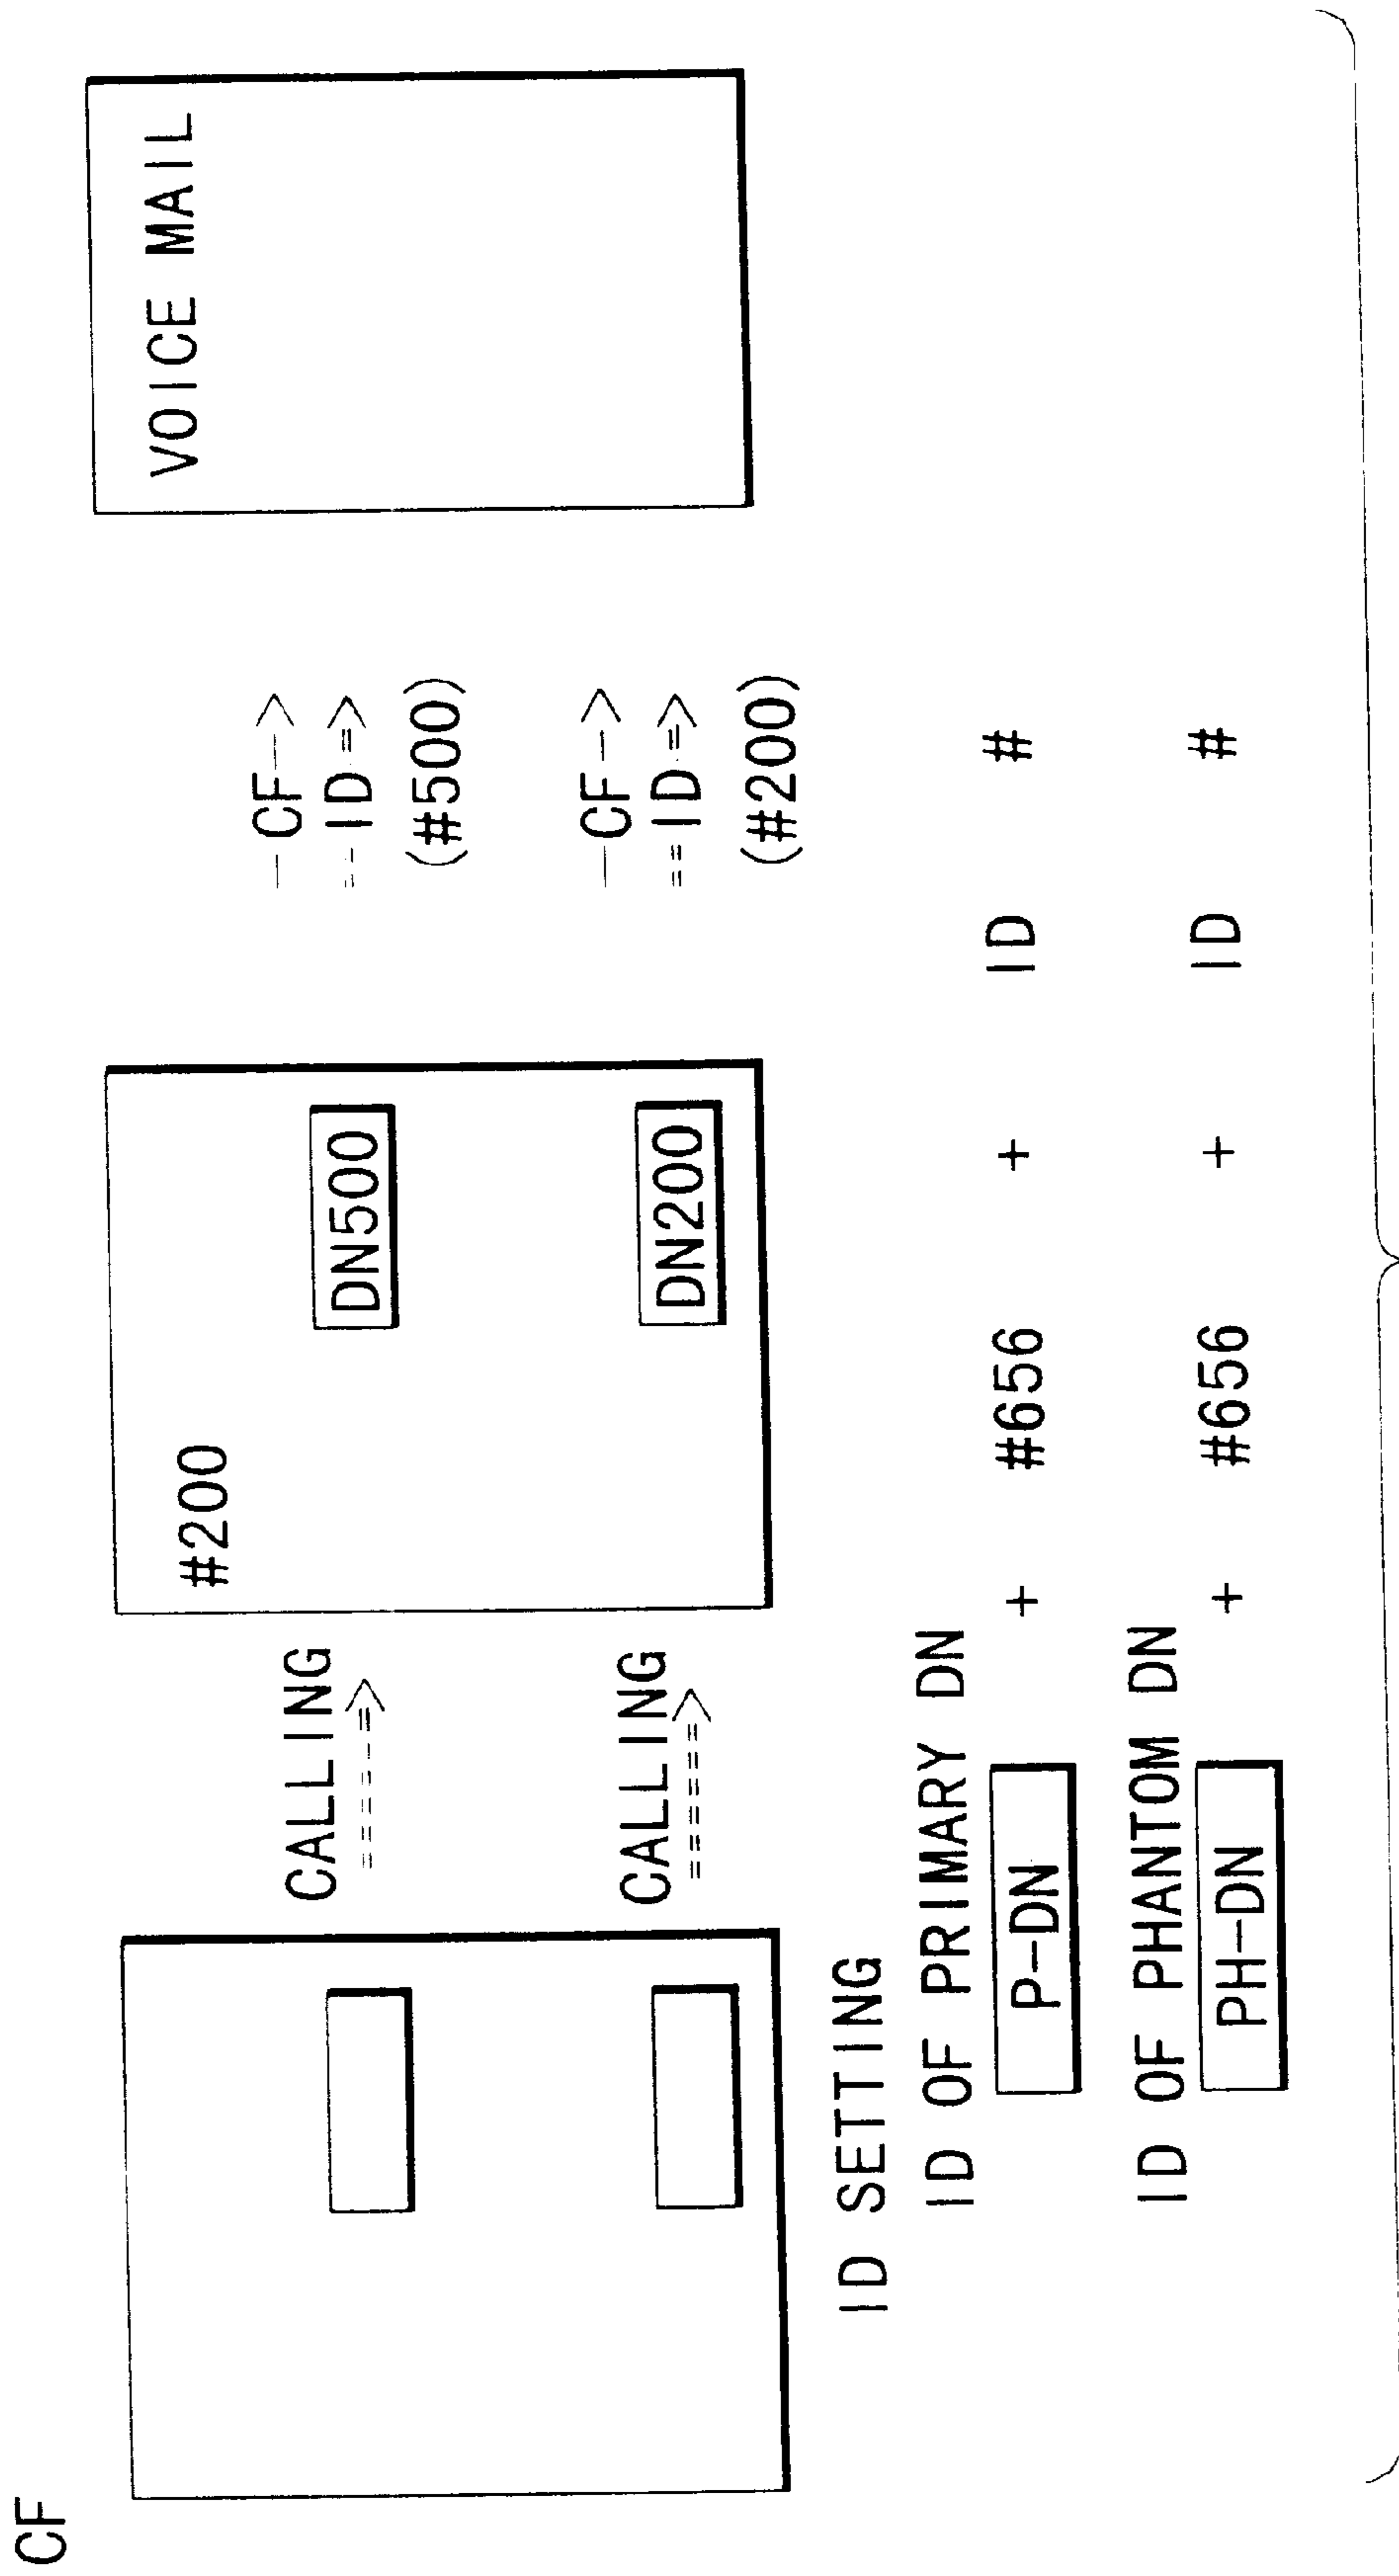 CF
#200
VOICE MAIL
CALLING
DN500
— CF —>
== ID =>
(#500)
CALLING
DN200
— CF —>
== ID =>
(#200)
ID SETTING
ID OF PRIMARY DN
P-DN + #656 + ID #
ID OF PHANTOM DN
PH-DN + #656 + ID #